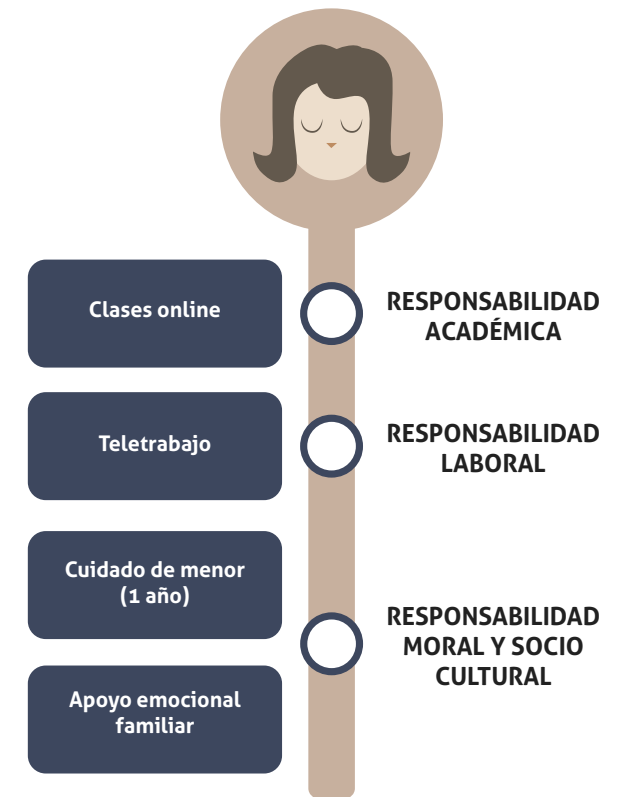 Clases online
RESPONSABILIDAD
ACADÉMICA
Teletrabajo
RESPONSABILIDAD
LABORAL
Cuidado de menor
(1 año)
Apoyo emocional
familiar
RESPONSABILIDAD
MORAL Y SOCIO
CULTURAL